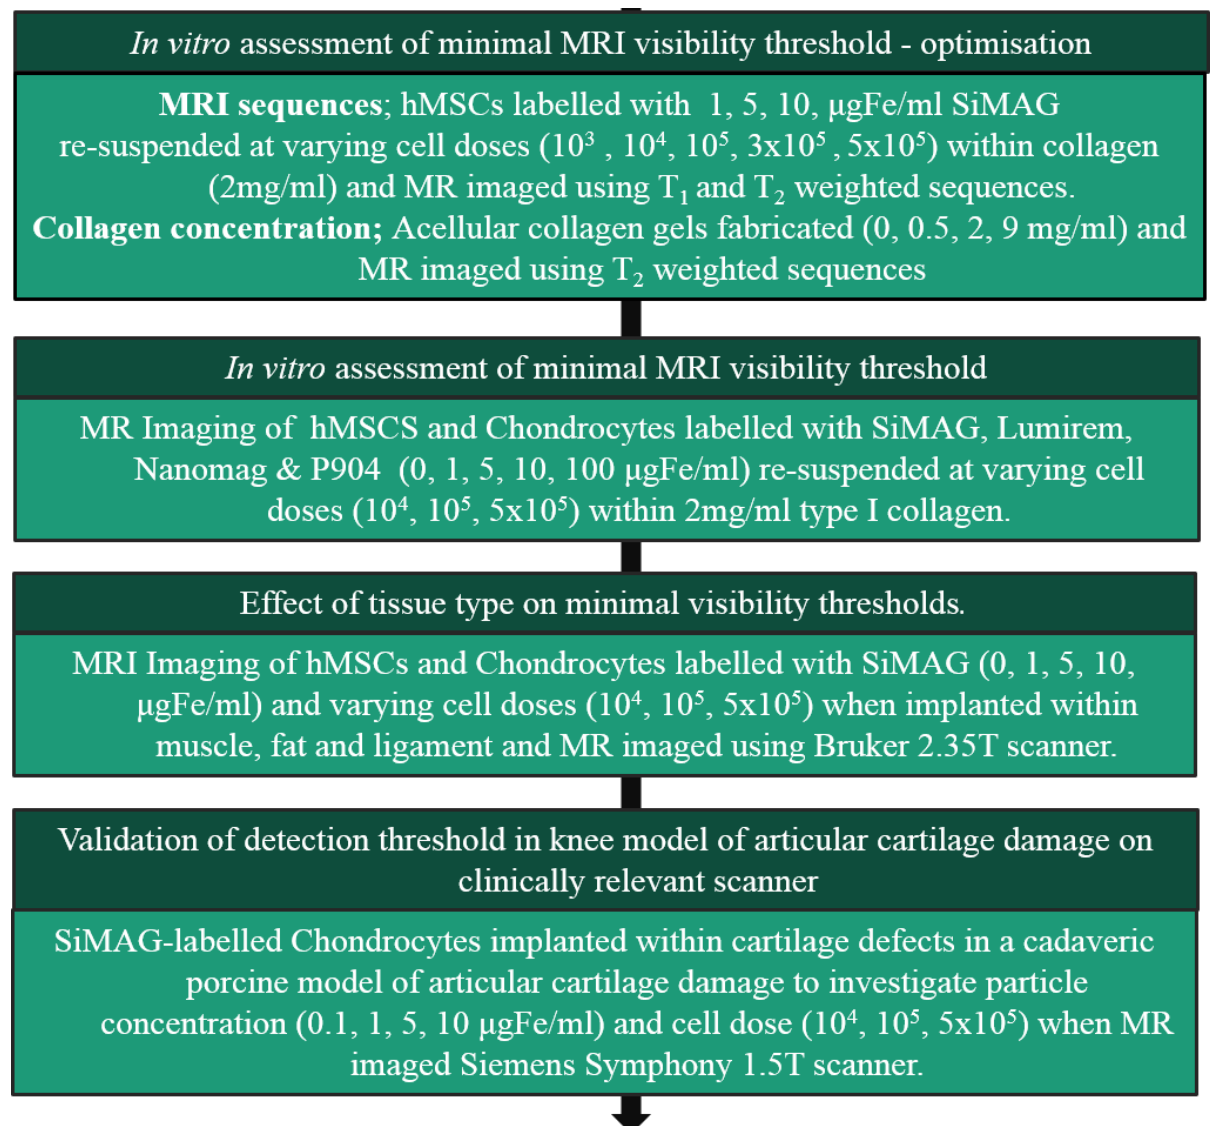 In vitro assessment of minimal MRI visibility threshold - optimisation
MRI sequences; hMSCs labelled with 1, 5, 10, µgFe/ml SiMAG
re-suspended at varying cell doses (10³ , 10⁴, 10⁵, 3x10⁵ , 5x10⁵) within collagen
(2mg/ml) and MR imaged using T₁ and T₂ weighted sequences.
Collagen concentration; Acellular collagen gels fabricated (0, 0.5, 2, 9 mg/ml) and
MR imaged using T₂ weighted sequences
In vitro assessment of minimal MRI visibility threshold
MR Imaging of hMSCS and Chondrocytes labelled with SiMAG, Lumirem,
Nanomag & P904 (0, 1, 5, 10, 100 µgFe/ml) re-suspended at varying cell
doses (10⁴, 10⁵, 5x10⁵) within 2mg/ml type I collagen.
Effect of tissue type on minimal visibility thresholds.
MRI Imaging of hMSCs and Chondrocytes labelled with SiMAG (0, 1, 5, 10,
µgFe/ml) and varying cell doses (10⁴, 10⁵, 5x10⁵) when implanted within
muscle, fat and ligament and MR imaged using Bruker 2.35T scanner.
Validation of detection threshold in knee model of articular cartilage damage on
clinically relevant scanner
SiMAG-labelled Chondrocytes implanted within cartilage defects in a cadaveric
porcine model of articular cartilage damage to investigate particle
concentration (0.1, 1, 5, 10 µgFe/ml) and cell dose (10⁴, 10⁵, 5x10⁵) when MR
imaged Siemens Symphony 1.5T scanner.